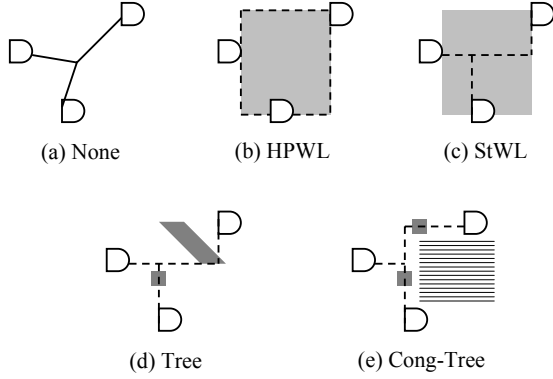 (a) None
(b) HPWL
(c) StWL
(d) Tree
(e) Cong-Tree